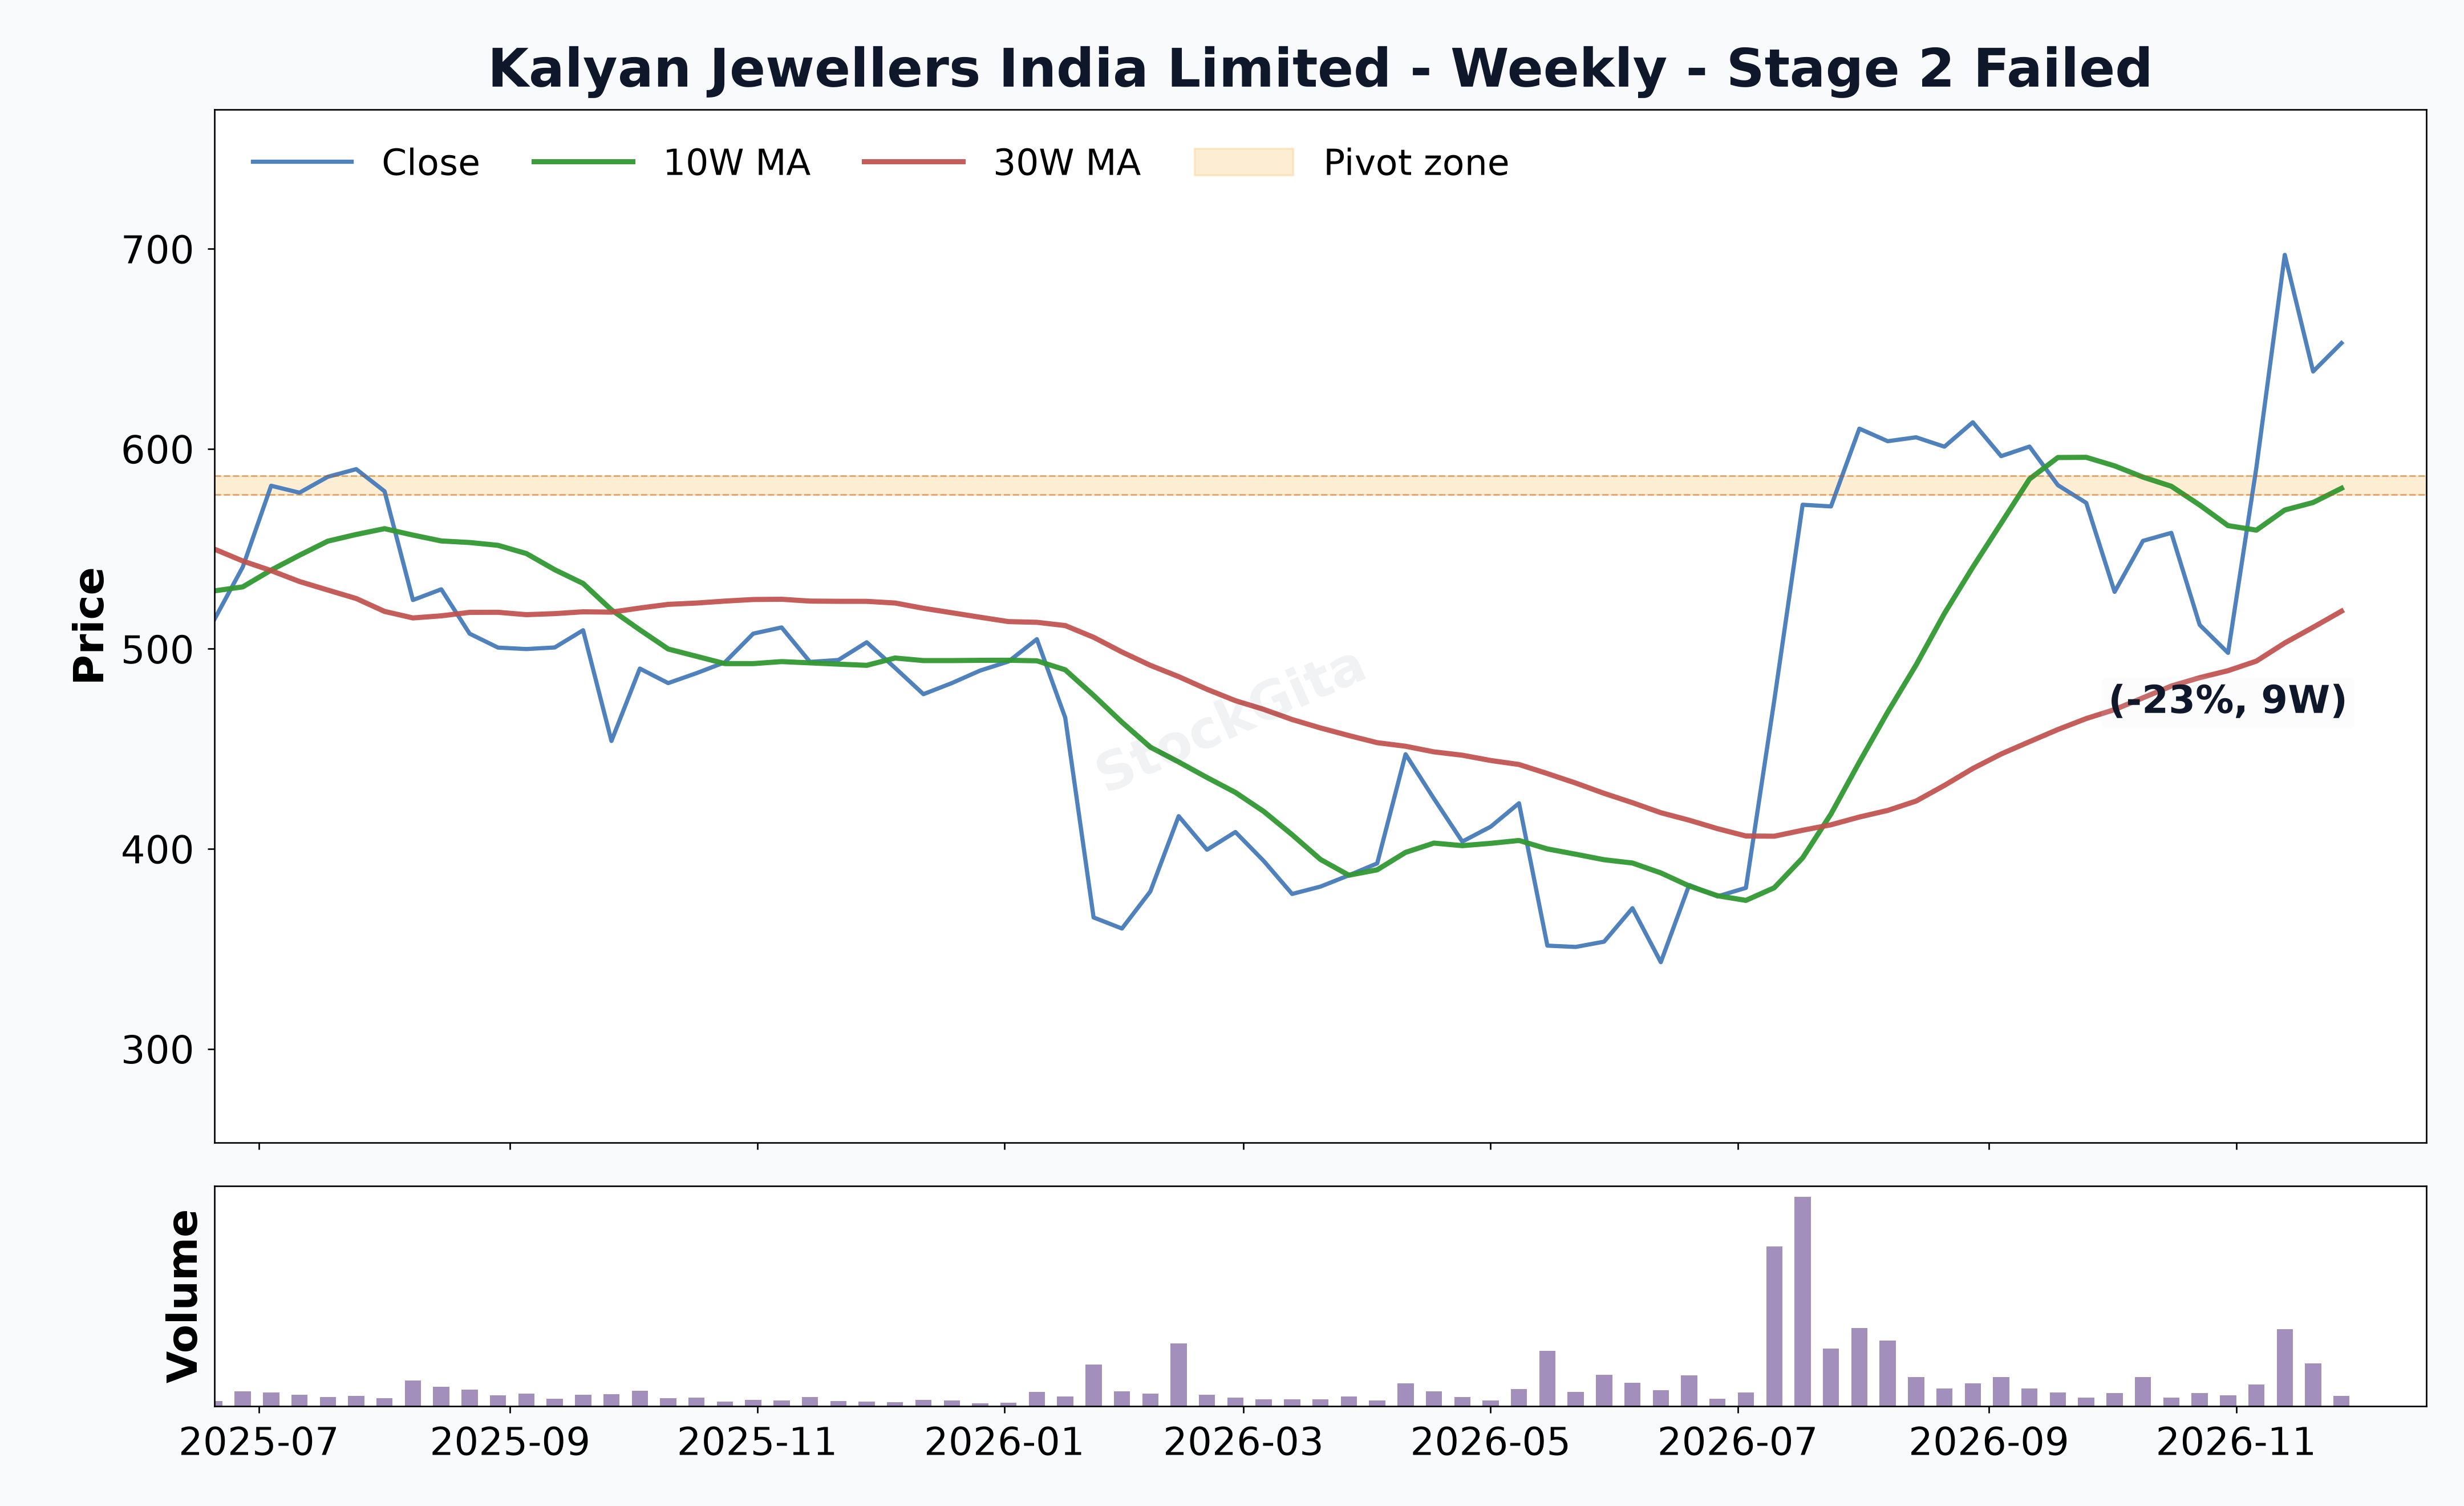 Kalyan Jewellers India Limited - Weekly - Stage 2 Failed
Close 10W MA 30W MA Pivot zone
700
600
500
400
300
Price
StockGita
(-23%, 9W)
Volume
2025-07 2025-09 2025-11 2026-01 2026-03 2026-05 2026-07 2026-09 2026-11